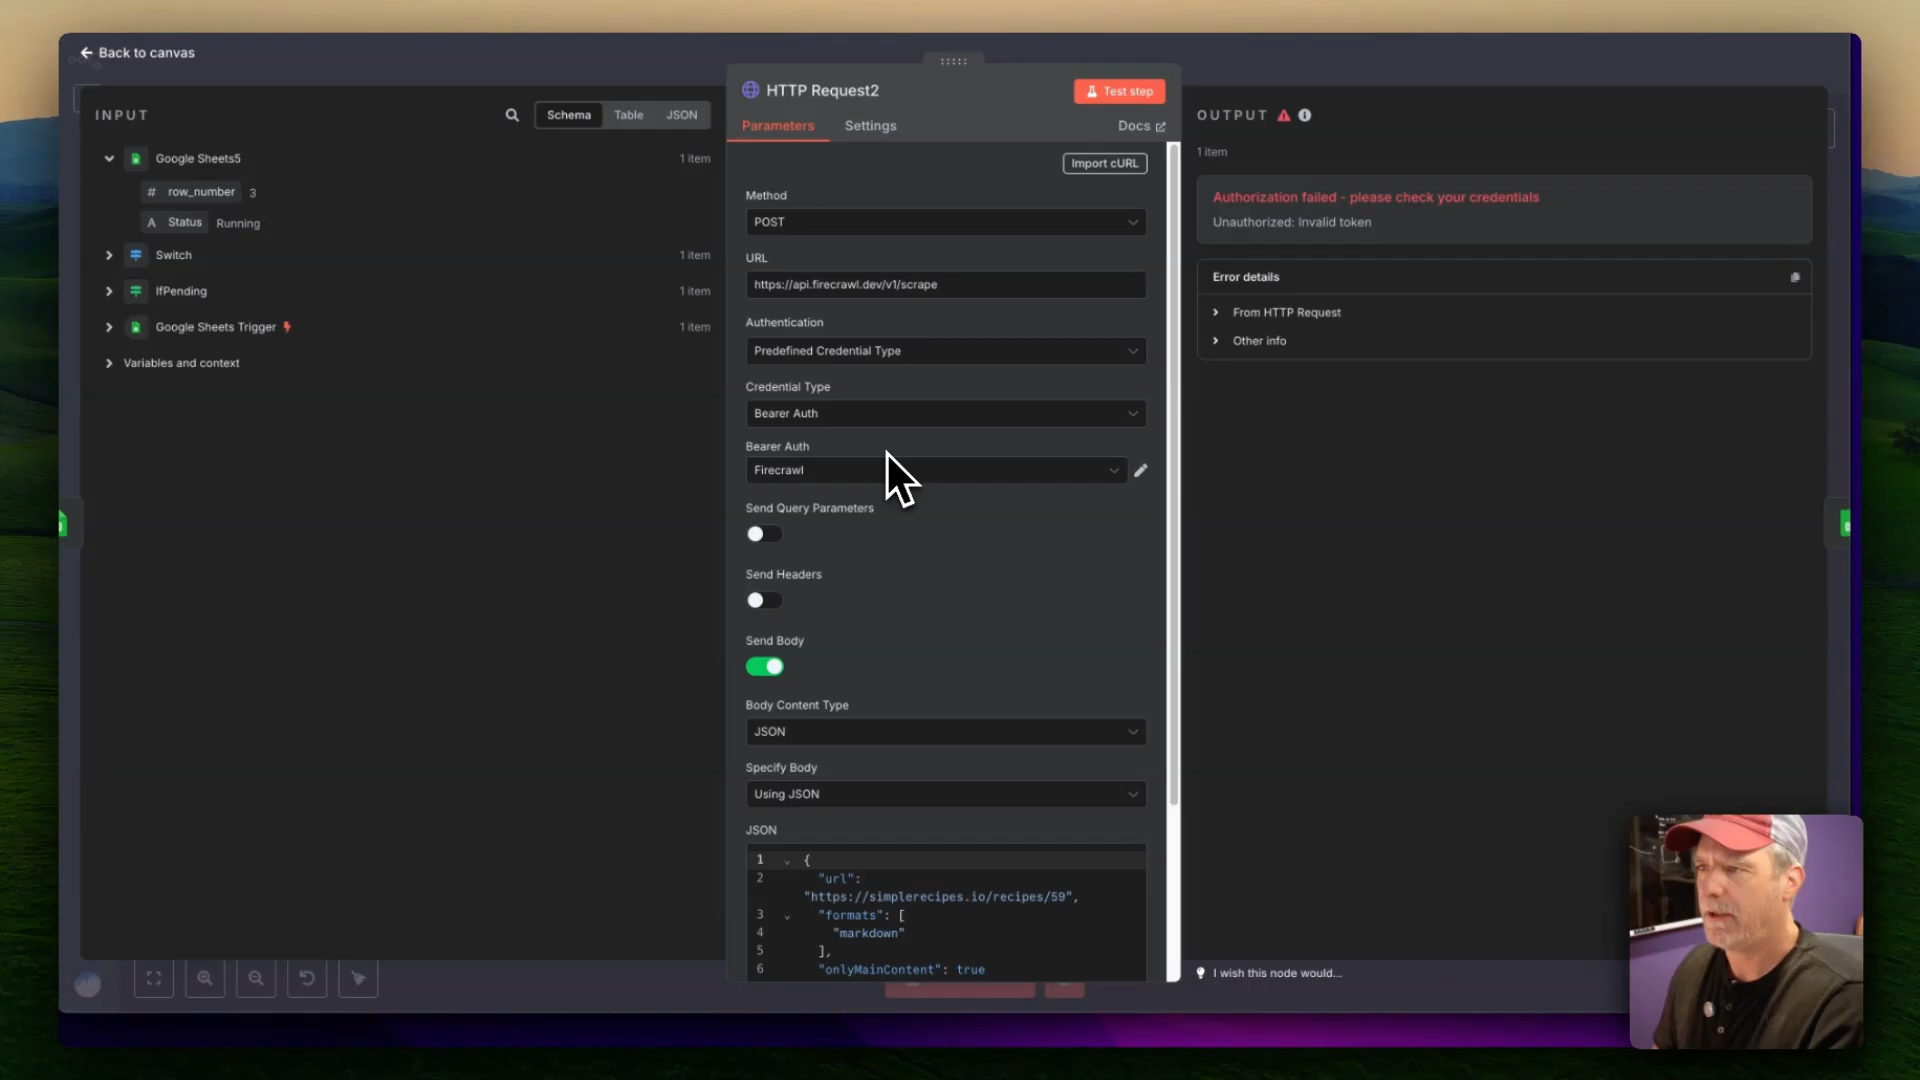 Back to canvas
INPUT
Schema
Table
JSON
Google Sheets5
1 item
# row_number 3
A Status Running
Switch
1 item
IfPending
1 item
Google Sheets Trigger
1 item
Variables and context
HTTP Request2
Test step
Parameters
Settings
Docs
Import cURL
Method
POST
URL
https://api.firecrawl.dev/v1/scrape
Authentication
Predefined Credential Type
Credential Type
Bearer Auth
Bearer Auth
Firecrawl
Send Query Parameters
Send Headers
Send Body
Body Content Type
JSON
Specify Body
Using JSON
JSON
1 {
2 "url":
"https://simplerecipes.io/recipes/59",
3 "formats": [
4 "markdown"
5 ],
6 "onlyMainContent": true
OUTPUT
1 item
Authorization failed - please check your credentials
Unauthorized: Invalid token
Error details
From HTTP Request
Other info
I wish this node would...